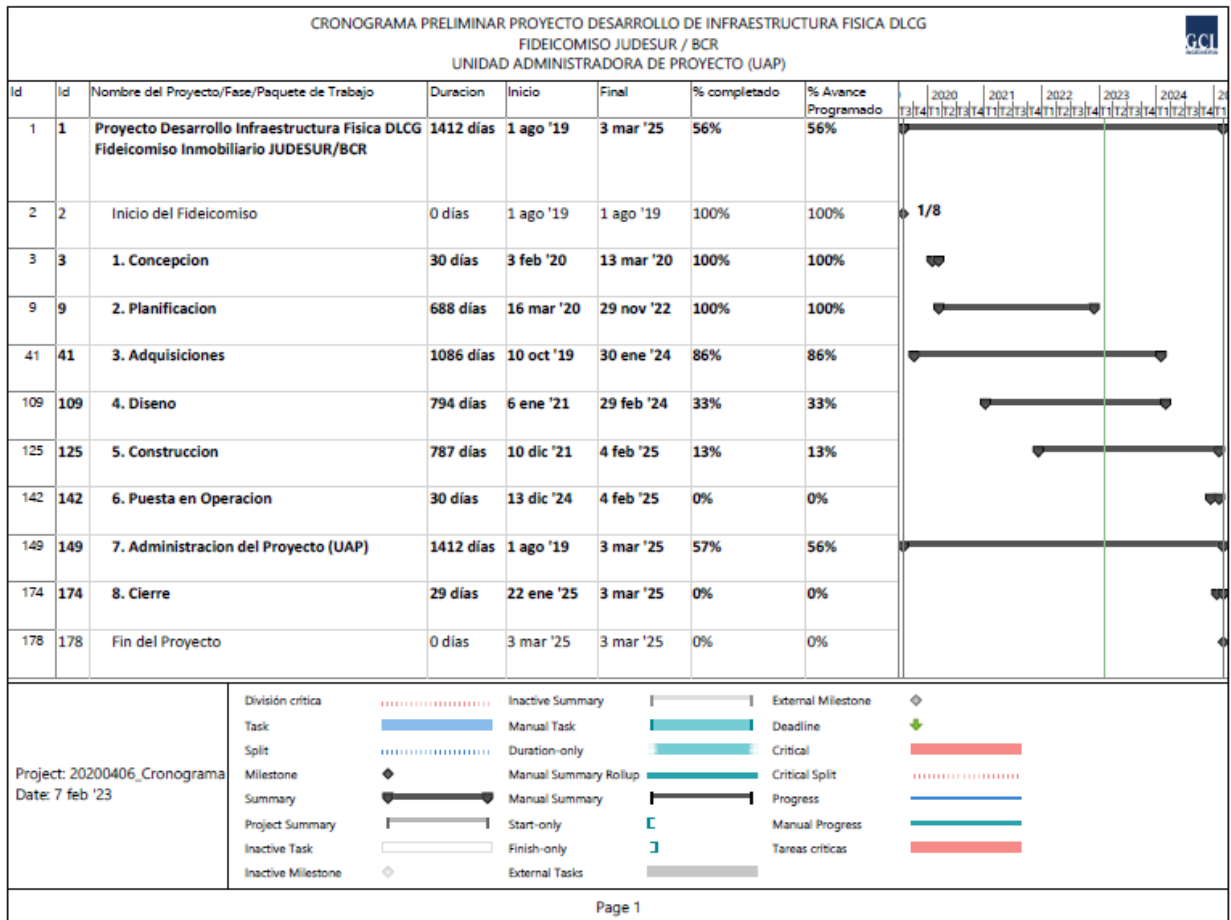 CRONOGRAMA PRELIMINAR PROYECTO DESARROLLO DE INFRAESTRUCTURA FISICA DLCG
FIDEICOMISO JUDESUR / BCR
UNIDAD ADMINISTRADORA DE PROYECTO (UAP)
GCI
Id Id Nombre del Proyecto/Fase/Paquete de Trabajo Duracion Inicio Final % completado % Avance Programado 2020 2021 2022 2023 2024
T3 T4 T1 T2 T3 T4 T1 T2 T3 T4 T1 T2 T3 T4 T1 T2 T3 T4 T1 T2 T3 T4 T1
1 1 Proyecto Desarrollo Infraestructura Fisica DLCG 1412 días 1 ago '19 3 mar '25 56% 56%
Fideicomiso Inmobiliario JUDESUR/BCR
2 2 Inicio del Fideicomiso 0 días 1 ago '19 1 ago '19 100% 100% 1/8
3 3 1. Concepcion 30 días 3 feb '20 13 mar '20 100% 100%
9 9 2. Planificacion 688 días 16 mar '20 29 nov '22 100% 100%
41 41 3. Adquisiciones 1086 días 10 oct '19 30 ene '24 86% 86%
109 109 4. Diseno 794 días 6 ene '21 29 feb '24 33% 33%
125 125 5. Construccion 787 días 10 dic '21 4 feb '25 13% 13%
142 142 6. Puesta en Operacion 30 días 13 dic '24 4 feb '25 0% 0%
149 149 7. Administracion del Proyecto (UAP) 1412 días 1 ago '19 3 mar '25 57% 56%
174 174 8. Cierre 29 días 22 ene '25 3 mar '25 0% 0%
178 178 Fin del Proyecto 0 días 3 mar '25 3 mar '25 0% 0%
Project: 20200406_Cronograma
Date: 7 feb '23
División crítica Inactive Summary External Milestone
Task Manual Task Deadline
Split Duration-only Critical
Milestone Manual Summary Rollup Critical Split
Summary Manual Summary Progress
Project Summary Start-only Manual Progress
Inactive Task Finish-only Tareas críticas
Inactive Milestone External Tasks
Page 1